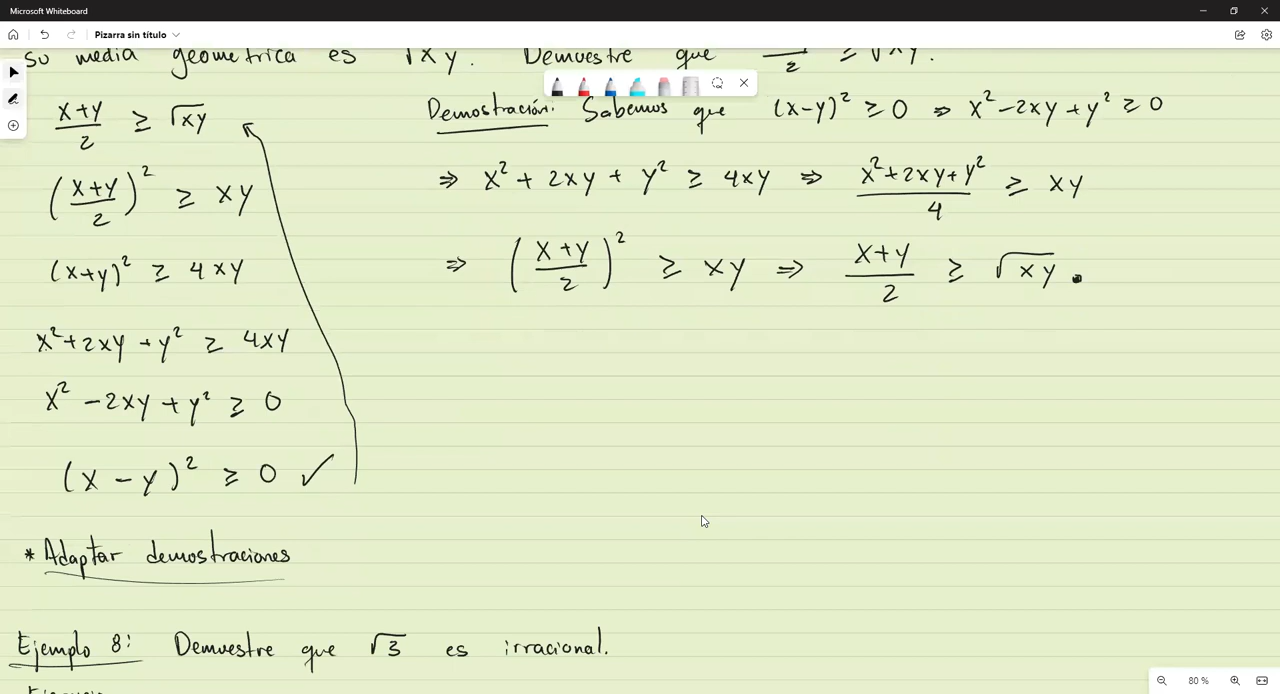 Microsoft Whiteboard
Pizarra sin título
su media geometrica es √xy. Demuestre que 2 ≥ √xy.
x+y/2 ≥ √xy
(x+y/2)² ≥ xy
(x+y)² ≥ 4xy
x²+2xy+y² ≥ 4xy
x²-2xy+y² ≥ 0
(x-y)² ≥ 0 ✓
Demostración: Sabemos que (x-y)² ≥ 0 ⇒ x²-2xy+y² ≥ 0
⇒ x²+2xy+y² ≥ 4xy ⇒ x²+2xy+y²/4 ≥ xy
⇒ (x+y/2)² ≥ xy ⇒ x+y/2 ≥ √xy.
* Adaptar demostraciones
Ejemplo 8: Demuestre que √3 es irracional.
80 %